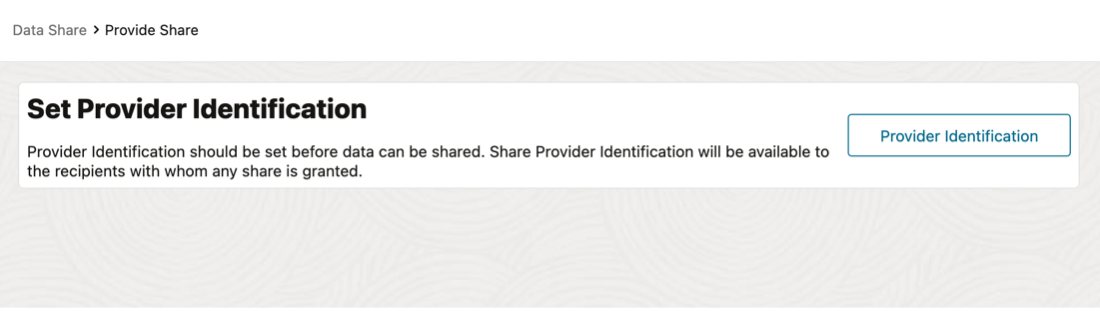 Data Share > Provide Share
Set Provider Identification
Provider Identification should be set before data can be shared. Share Provider Identification will be available to
the recipients with whom any share is granted.
Provider Identification